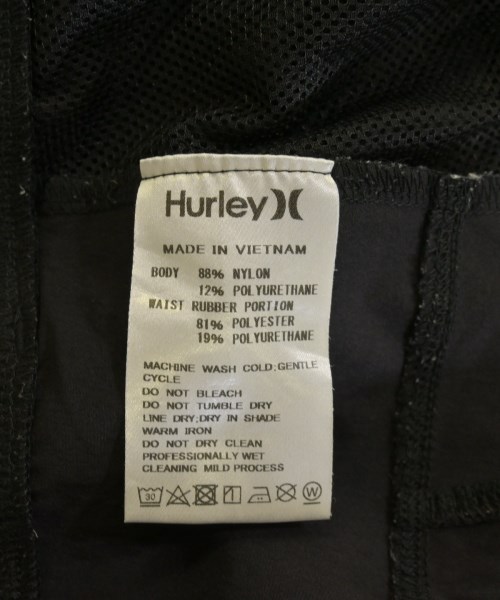 Hurley
MADE IN VIETNAM
BODY 88% NYLON
12% POLYURETHANE
WAIST RUBBER PORTION
81% POLYESTER
19% POLYURETHANE
MACHINE WASH COLD;GENTLE
CYCLE
DO NOT BLEACH
DO NOT TUMBLE DRY
LINE DRY;DRY IN SHADE
WARM IRON
DO NOT DRY CLEAN
PROFESSIONALLY WET
CLEANING MILD PROCESS
30 W